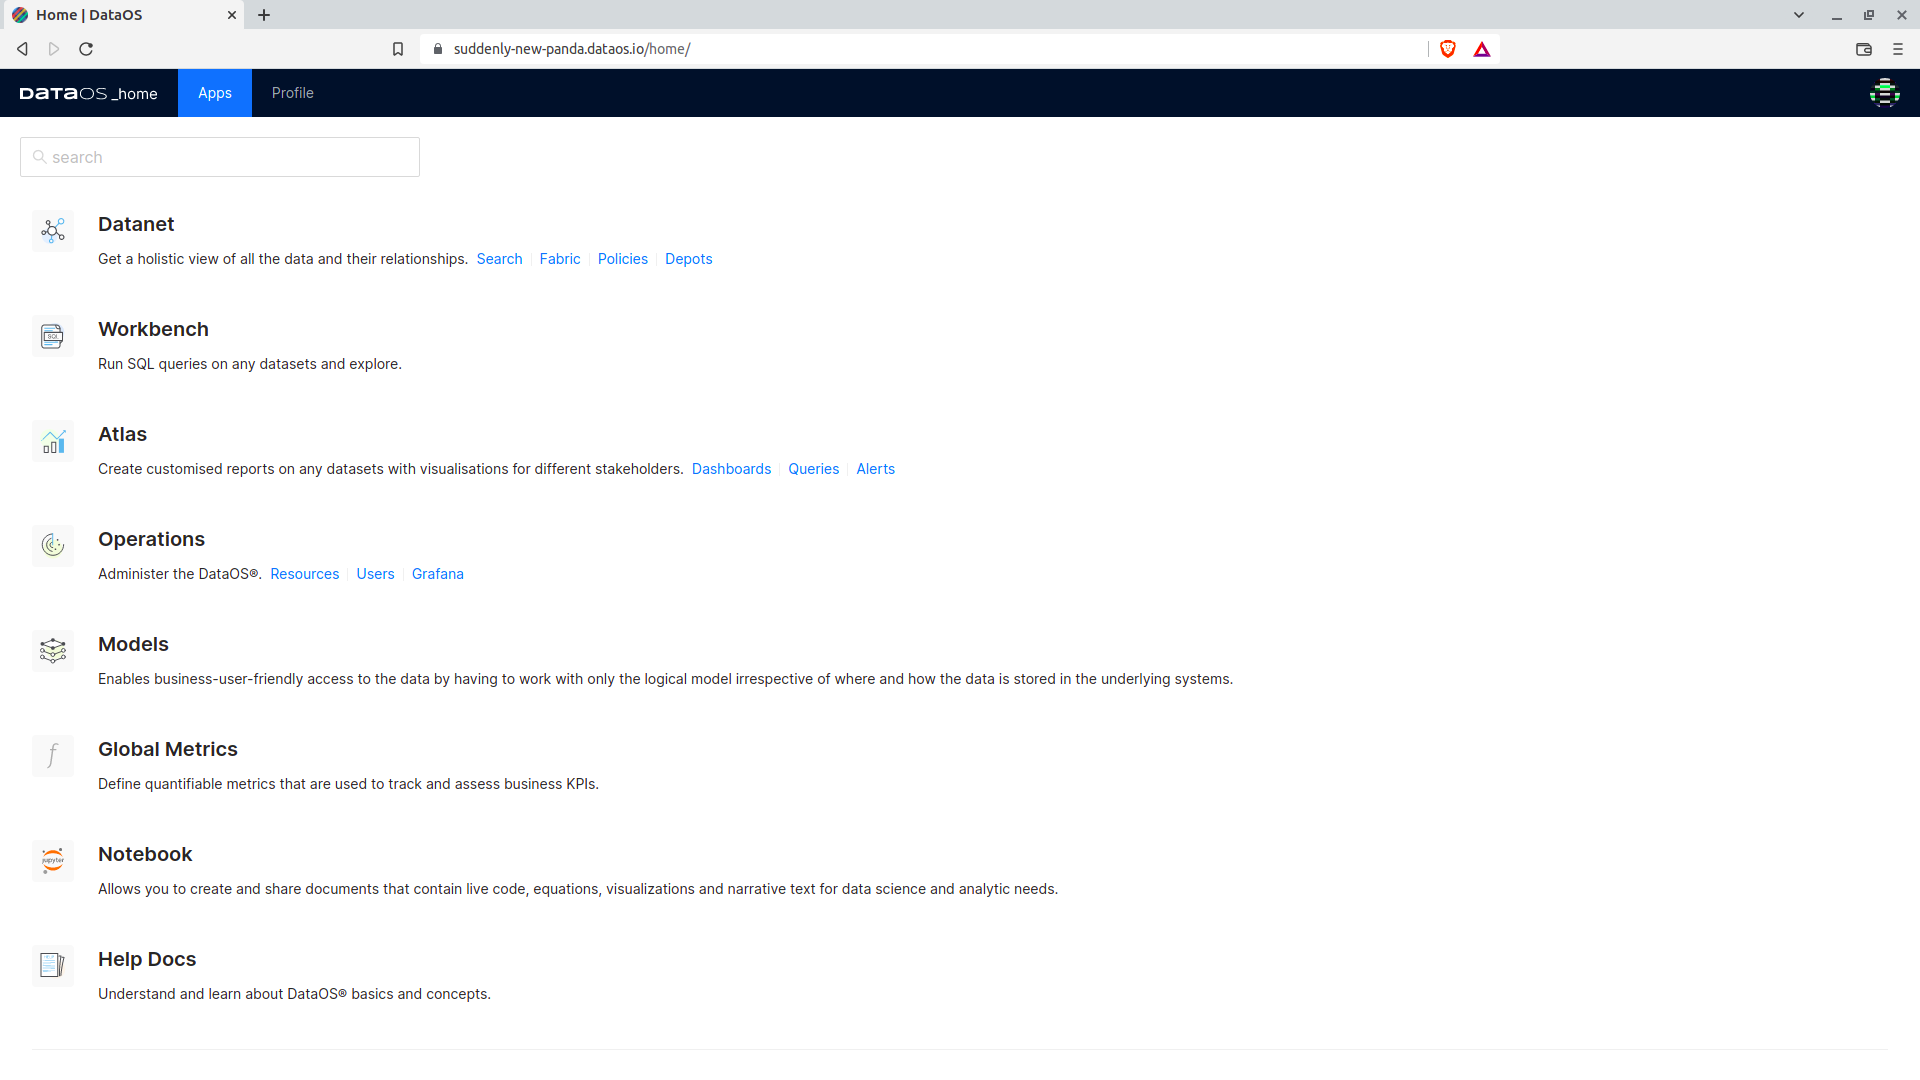 Home | DataOS
suddenly-new-panda.dataos.io/home/
DATAOS _home Apps Profile
search
Datanet
Get a holistic view of all the data and their relationships. Search Fabric Policies Depots
SQL
Workbench
Run SQL queries on any datasets and explore.
Atlas
Create customised reports on any datasets with visualisations for different stakeholders. Dashboards Queries Alerts
Operations
Administer the DataOS®. Resources Users Grafana
Models
Enables business-user-friendly access to the data by having to work with only the logical model irrespective of where and how the data is stored in the underlying systems.
f
Global Metrics
Define quantifiable metrics that are used to track and assess business KPIs.
jupyter
Notebook
Allows you to create and share documents that contain live code, equations, visualizations and narrative text for data science and analytic needs.
Help Docs
Understand and learn about DataOS® basics and concepts.